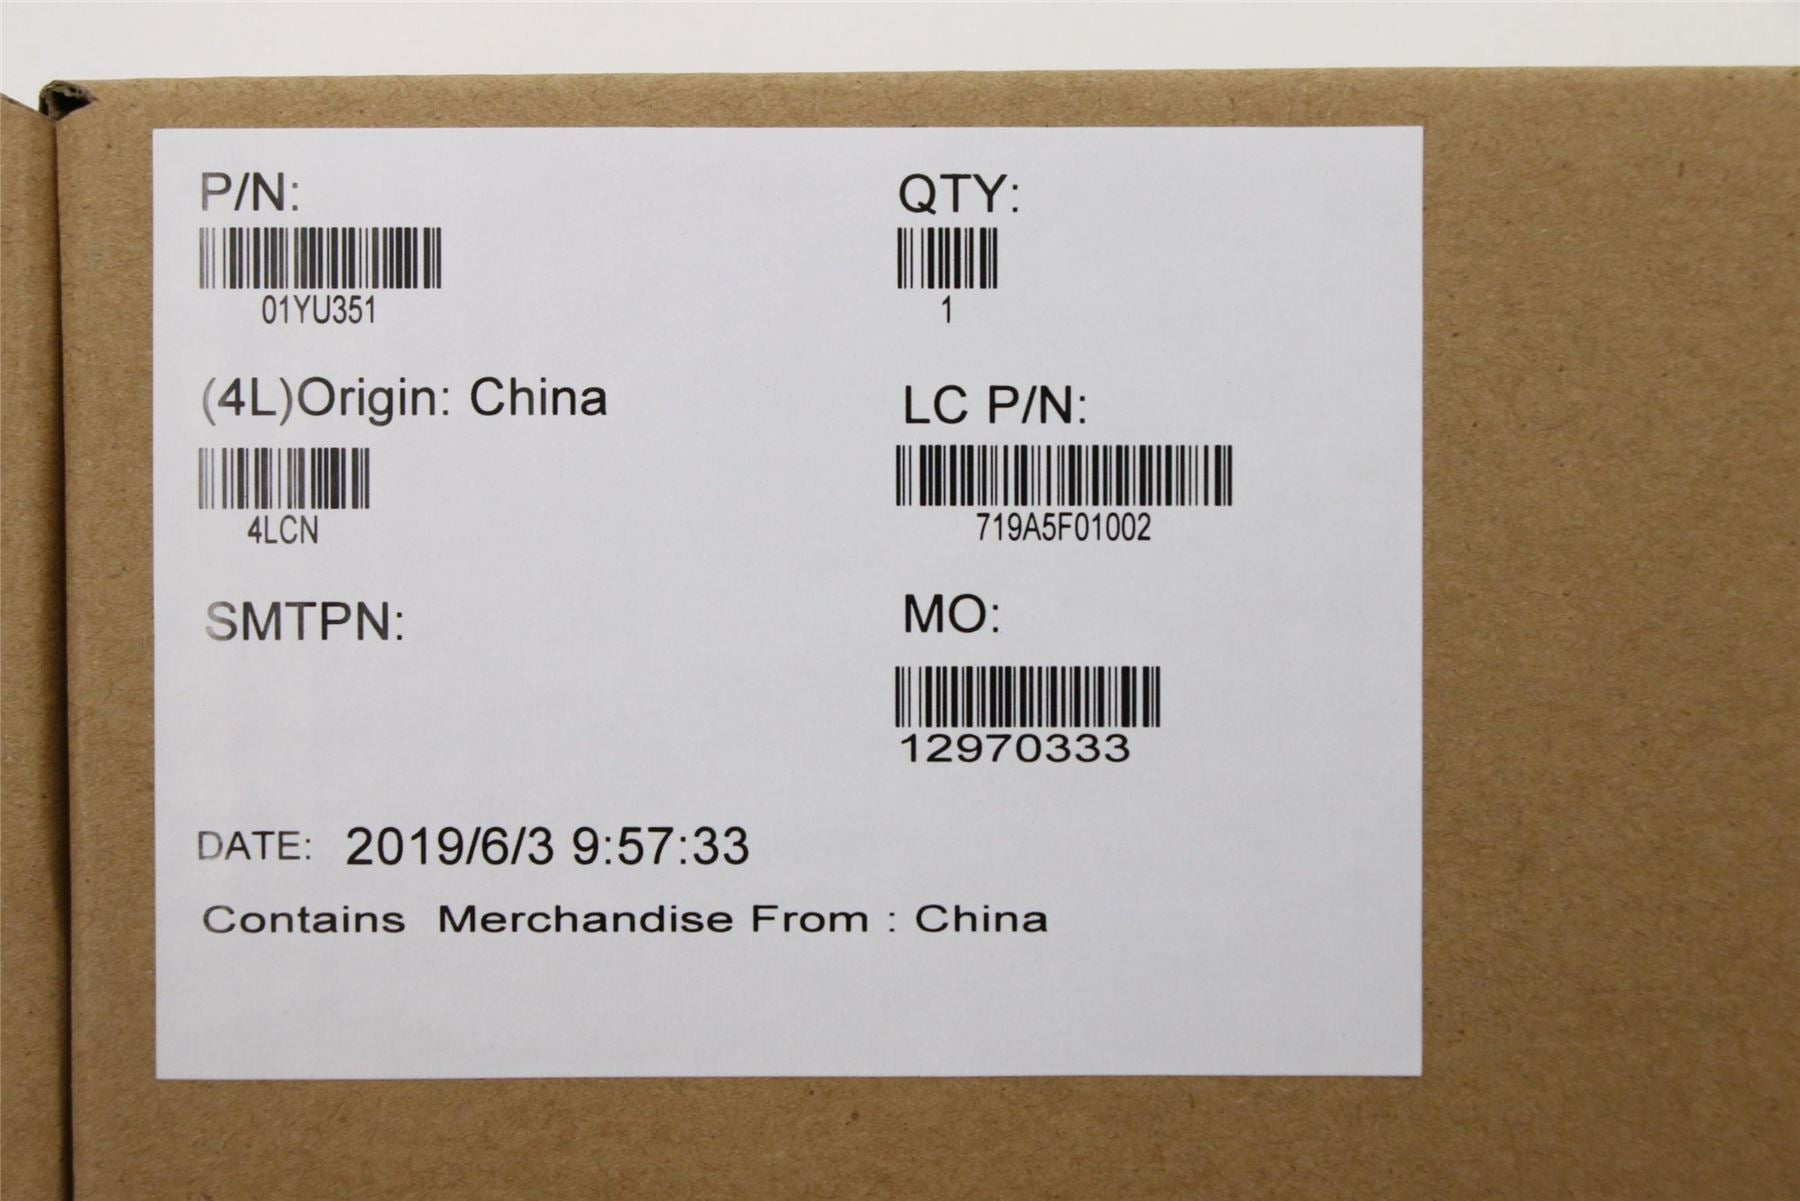 P/N:
01YU351
QTY:
1
(4L)Origin: China
4LCN
LC P/N:
719A5F01002
SMTPN:
MO:
12970333
DATE: 2019/6/3 9:57:33
Contains Merchandise From : China